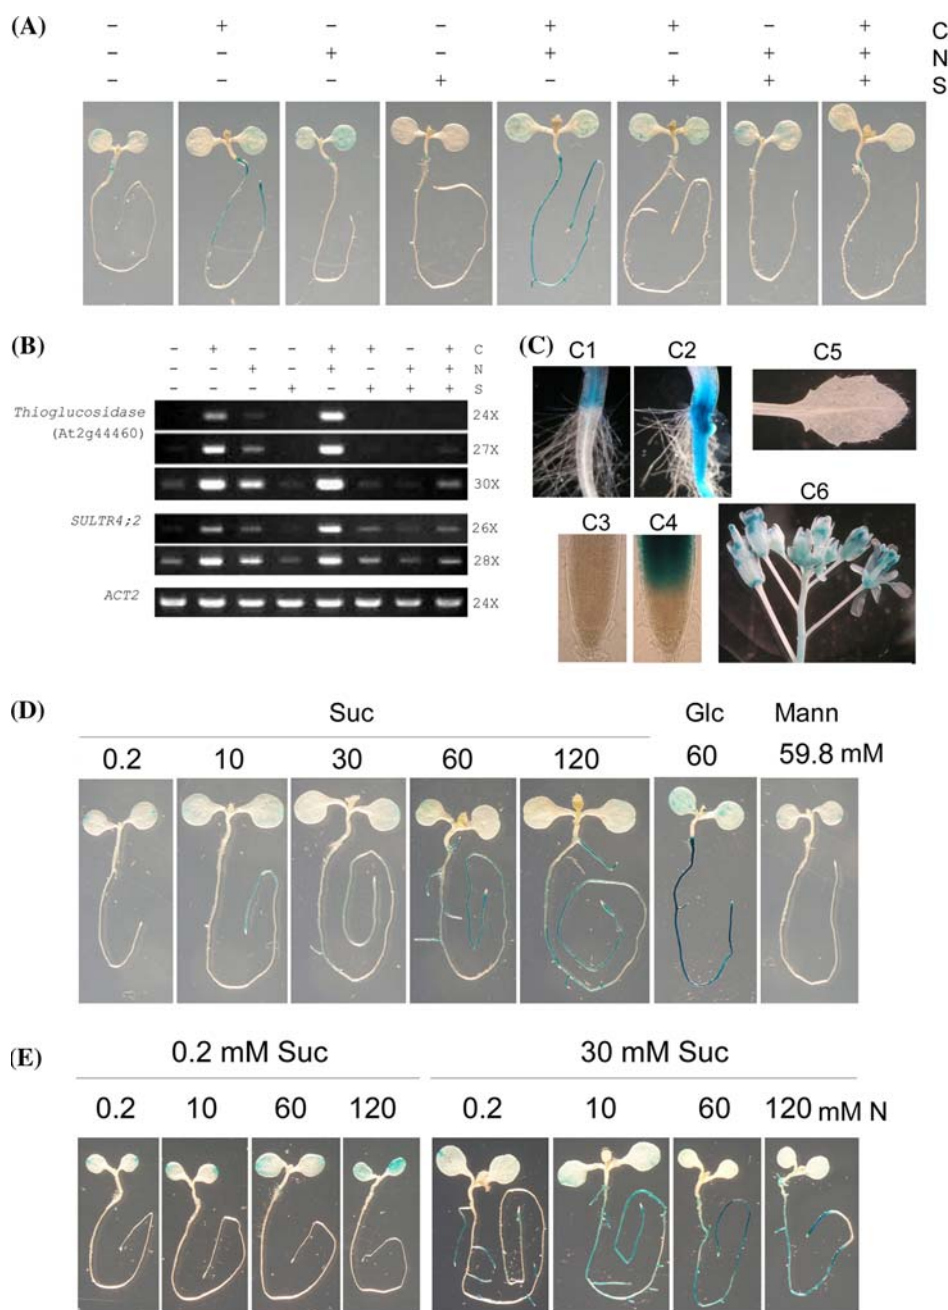 (A)
– + – – + + – + C
– – + – + – + + N
– – – + – + + + S
(B)
– + – – + + – + C
– – + – + – + + N
– – – + – + + + S
Thioglucosidase
(At2g44460)
24X
27X
30X
SULTR4;2
26X
28X
ACT2
24X
(C)
C1 C2 C5
C3 C4 C6
(D)
Suc Glc Mann
0.2 10 30 60 120 60 59.8 mM
(E)
0.2 mM Suc 30 mM Suc
0.2 10 60 120 0.2 10 60 120 mM N